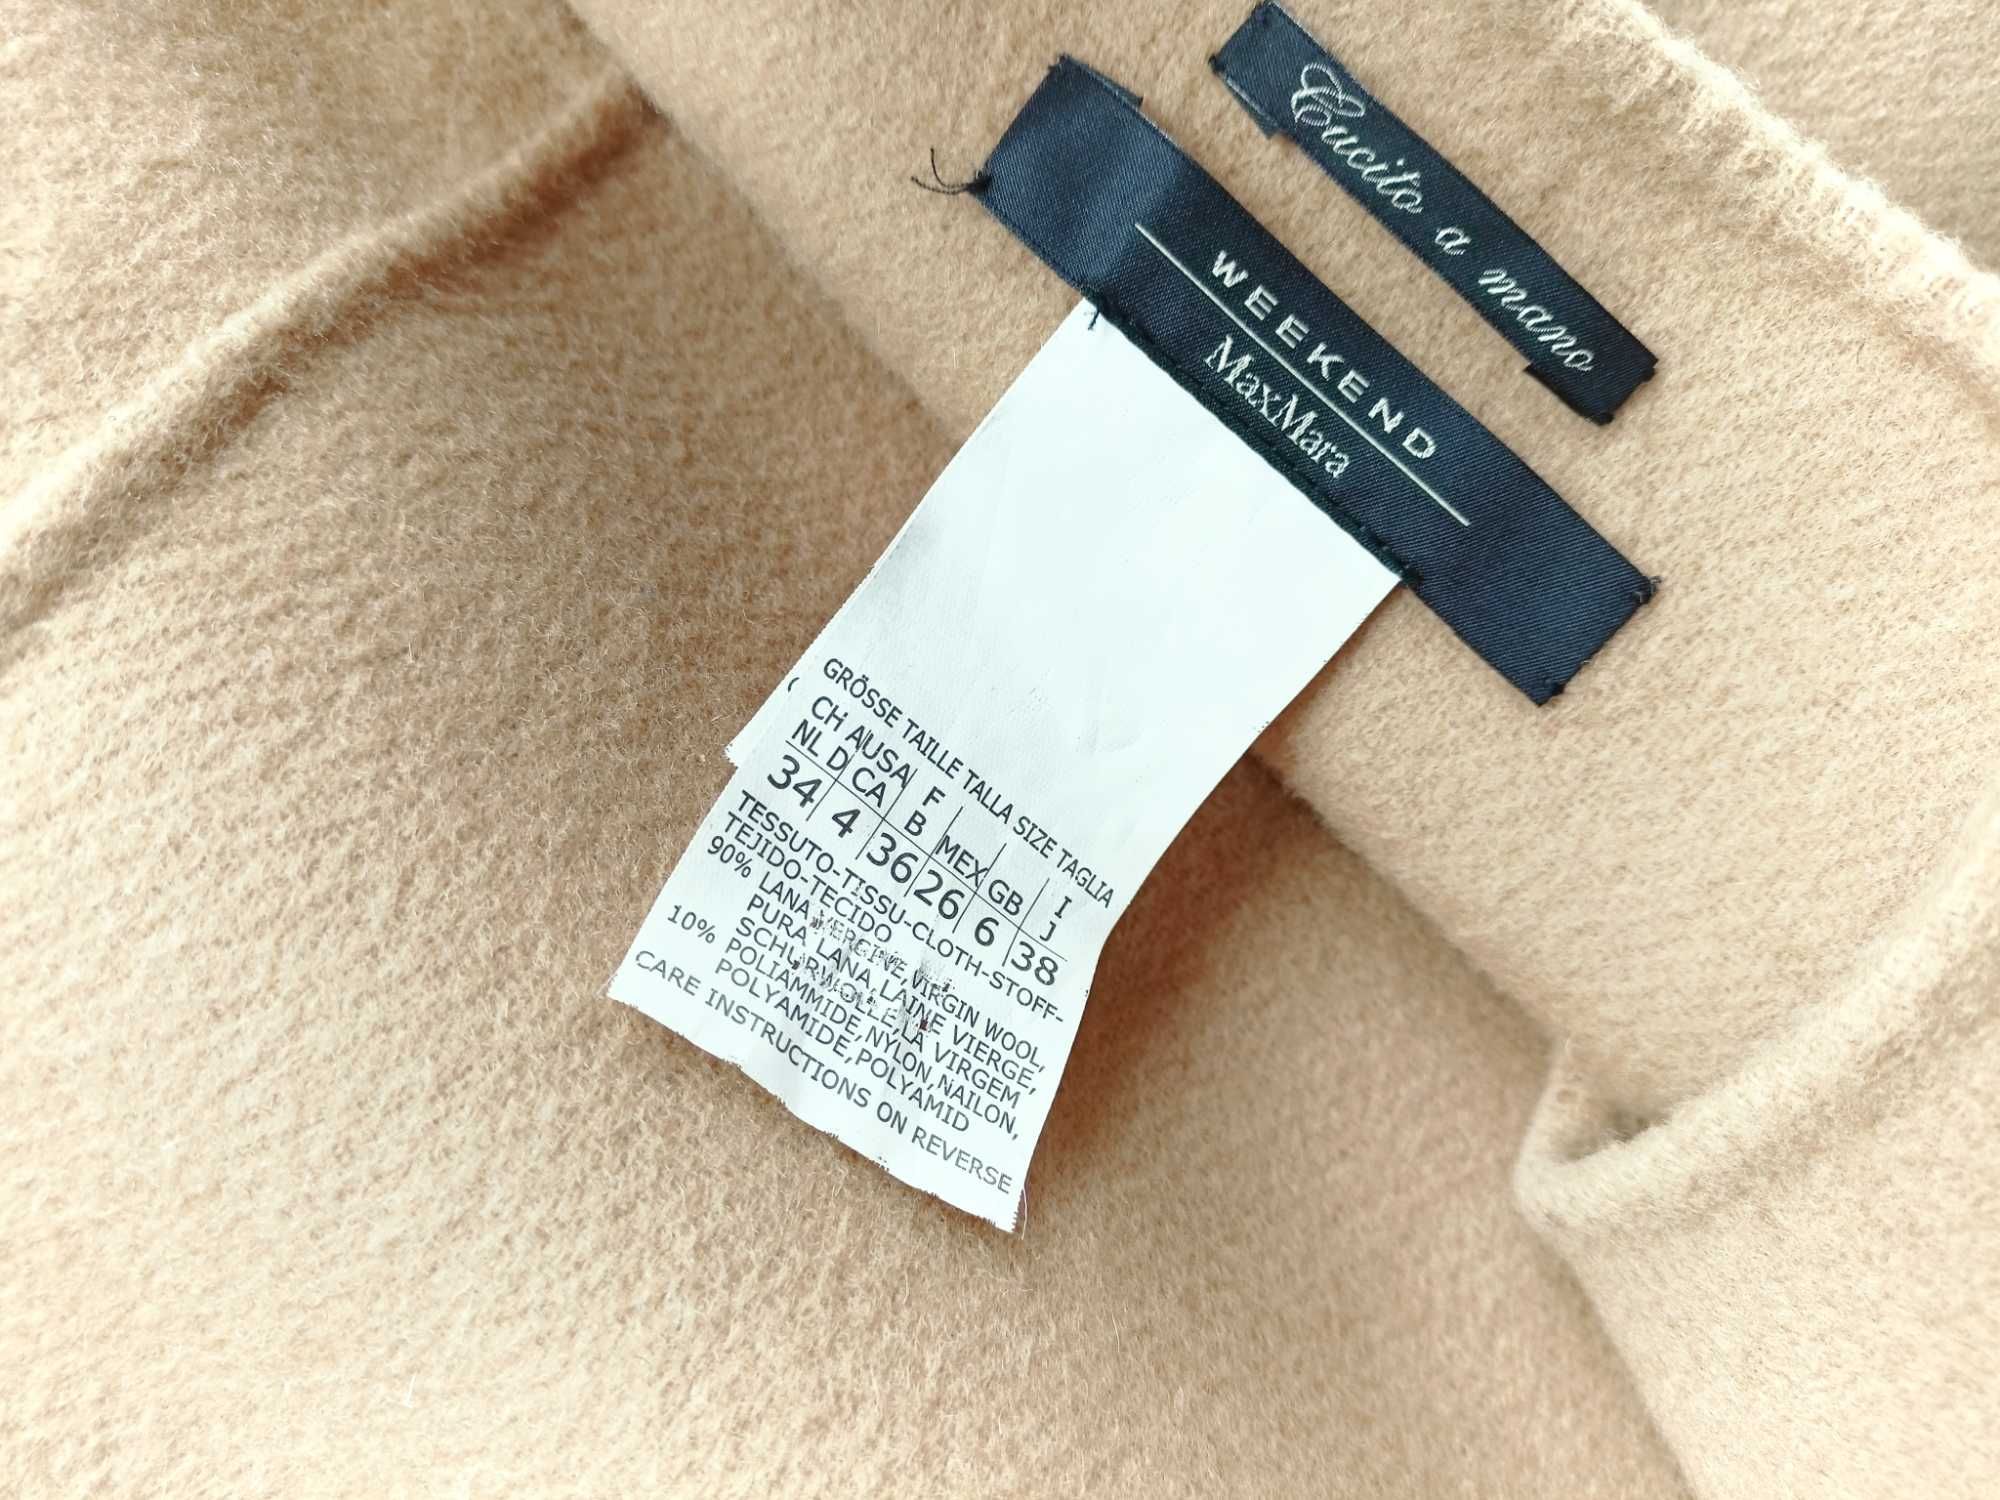 Cucito a mano
WEEKEND
MaxMara
GRÖSSE TAILLE TALLA SIZE TAGLIA
CH A USA F MEX GB I
NL D CA B J
34 4 36 26 6 38
TESSUTO-TISSU-CLOTH-STOFF-
TEJIDO-TECIDO
90% LANA VERGINE,VIRGIN WOOL,
PURA LANA,LAINE VIERGE,
SCHURWOLLE,LA VIRGEM
10% POLIAMMIDE,NYLON,NAILON,
POLYAMIDE,POLYAMID
CARE INSTRUCTIONS ON REVERSE